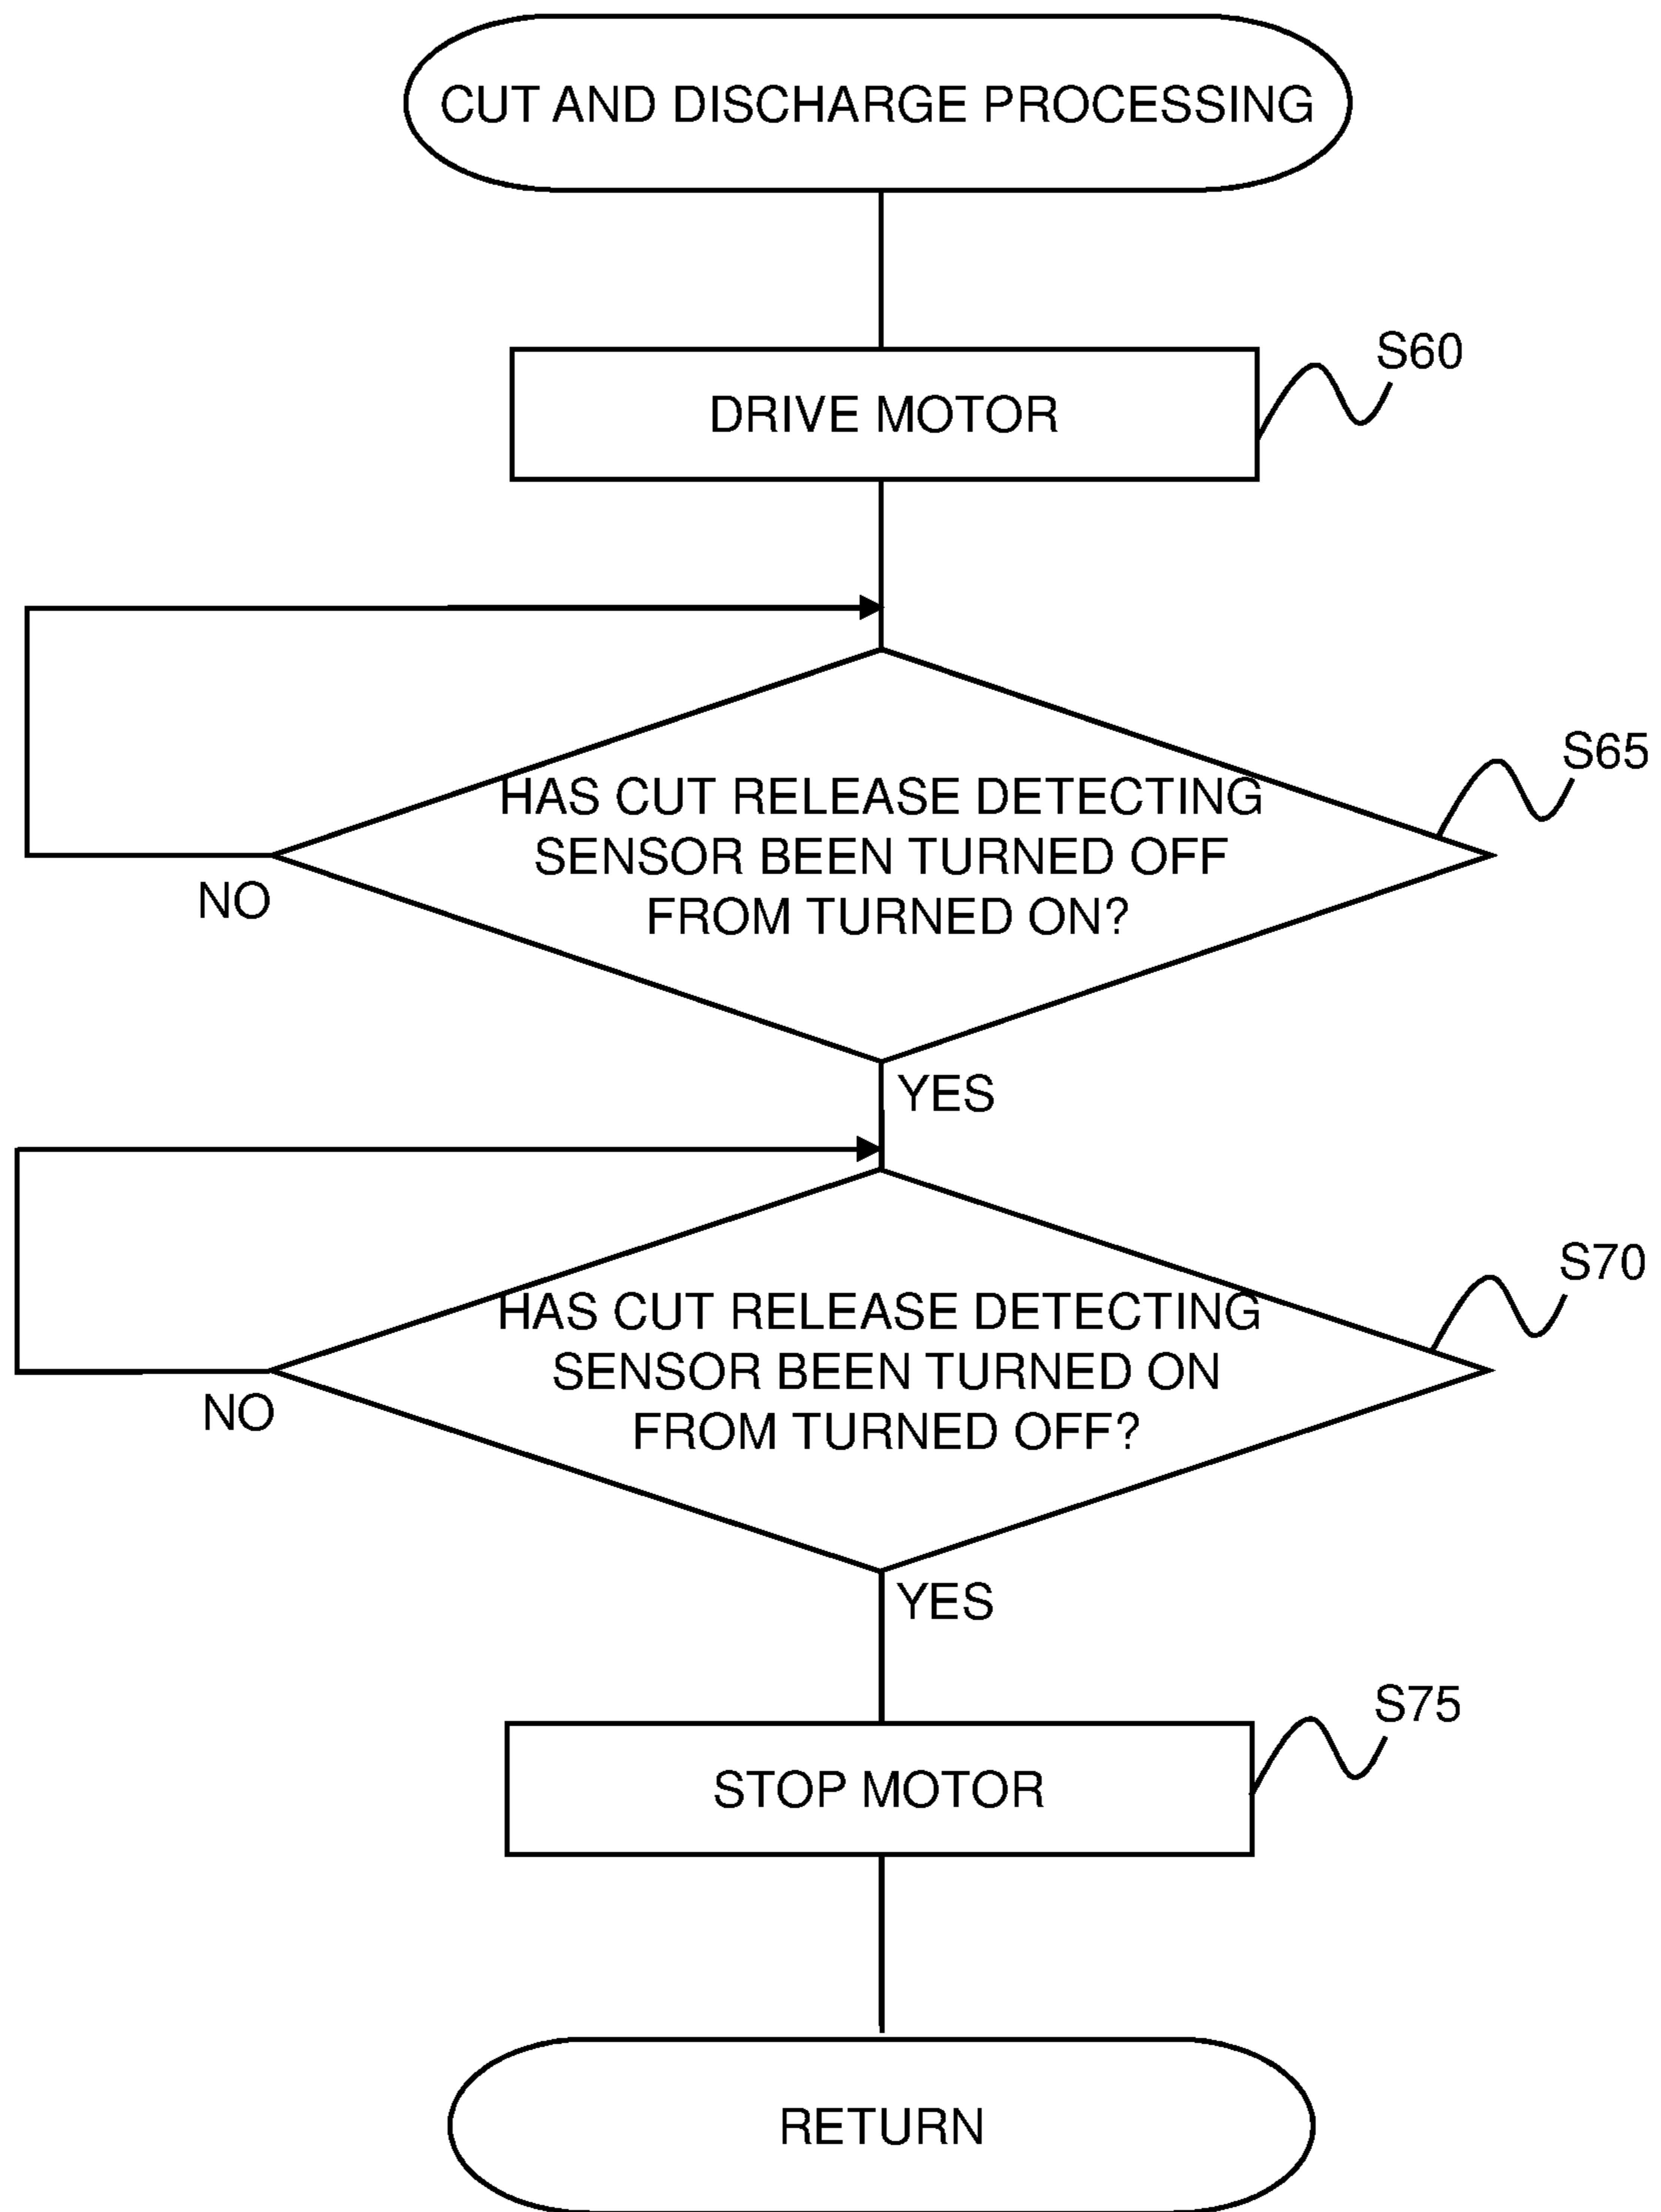 CUT AND DISCHARGE PROCESSING
S60
DRIVE MOTOR
S65
HAS CUT RELEASE DETECTING
SENSOR BEEN TURNED OFF
FROM TURNED ON?
NO
YES
S70
HAS CUT RELEASE DETECTING
SENSOR BEEN TURNED ON
FROM TURNED OFF?
NO
YES
S75
STOP MOTOR
RETURN